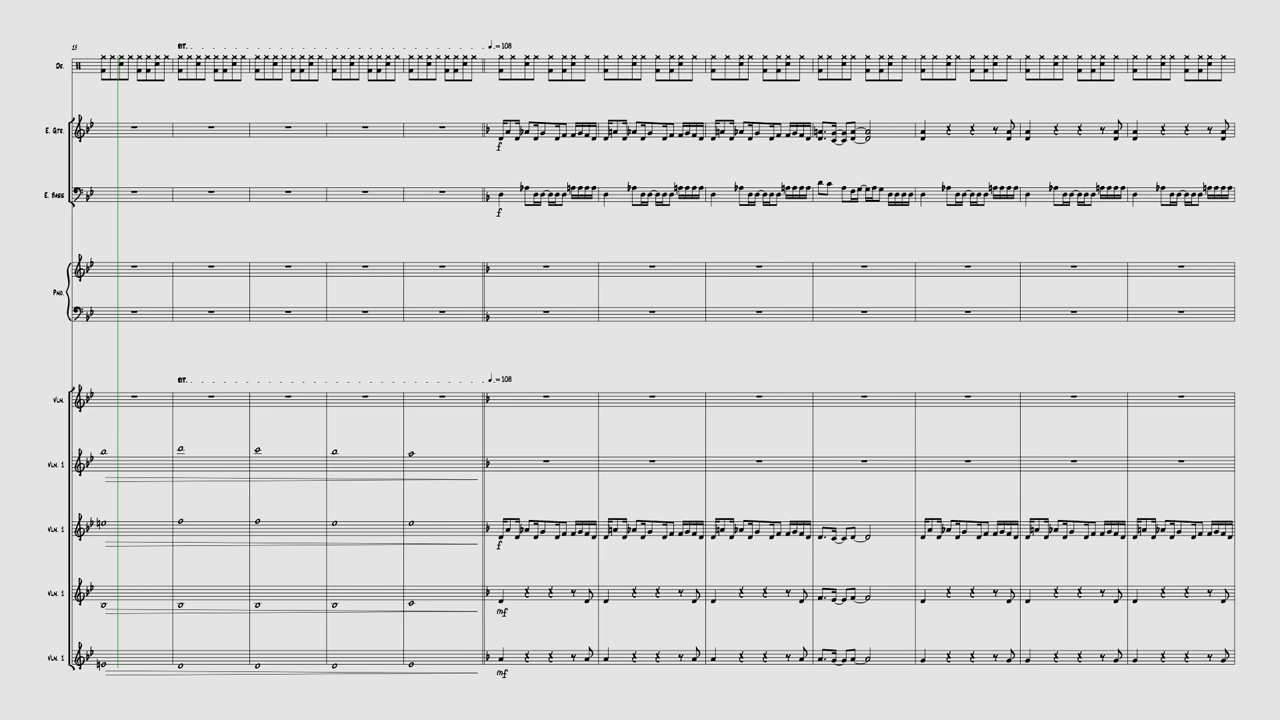 15
rit.
♩. = 108
Dr.
E. Gtr.
f
E. Bass
f
Pno.
rit.
♩. = 108
Vln.
Vln. 1
Vln. 1
f
Vln. 1
mf
Vln. 1
mf